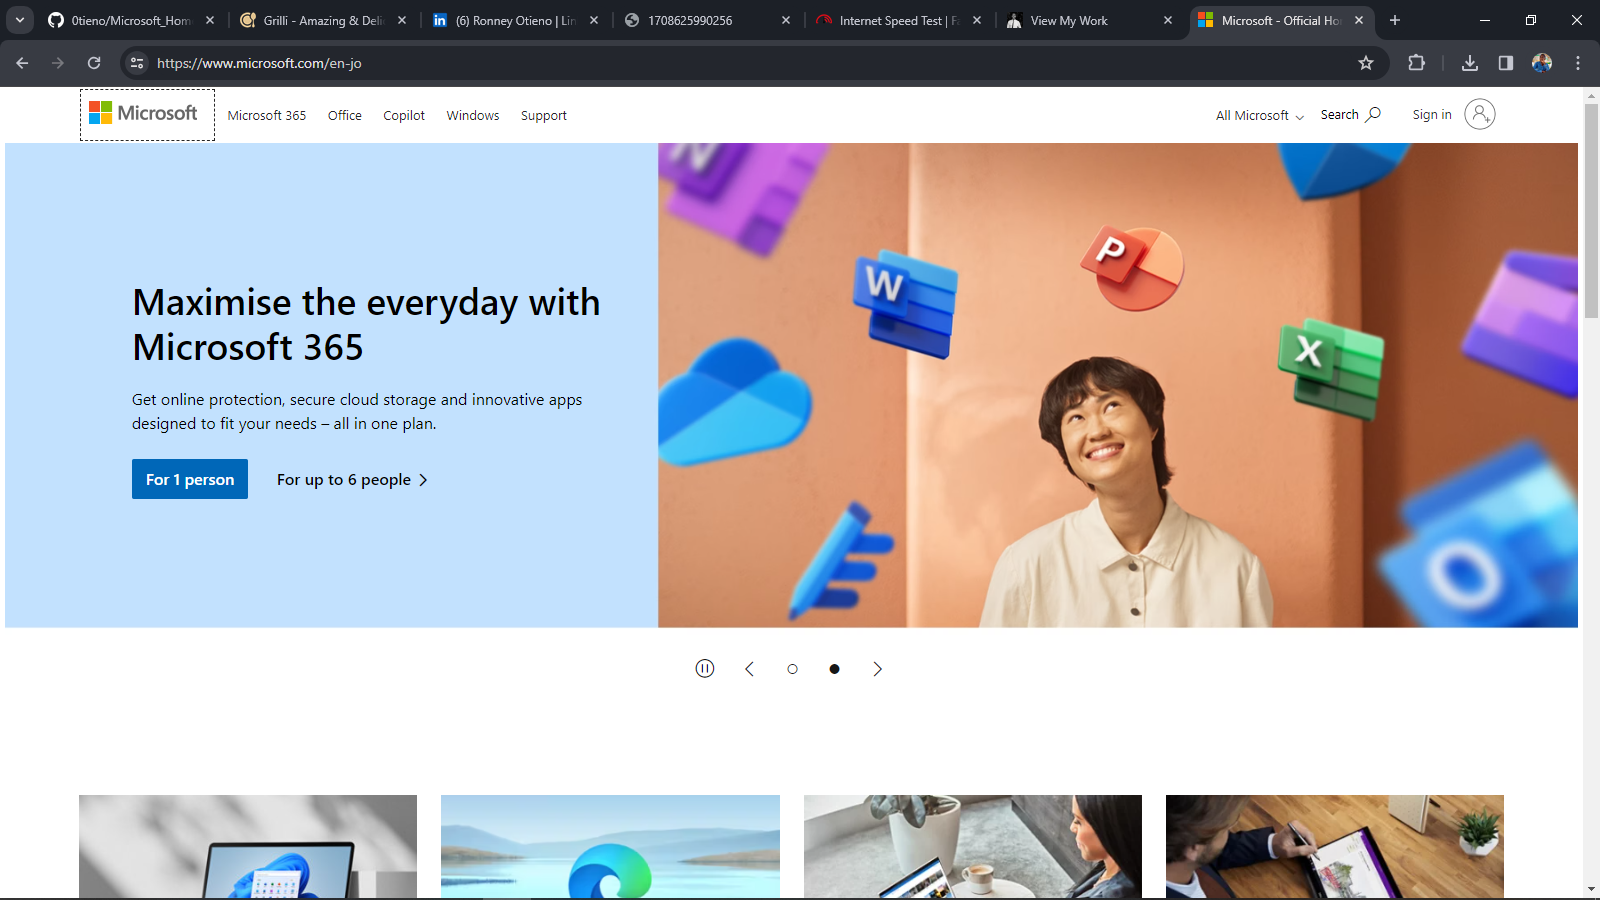 0tieno/Microsoft_Hom
Grilli - Amazing & Deli
(6) Ronney Otieno | Lin
1708625990256
Internet Speed Test | Fa
View My Work
Microsoft - Official Ho
https://www.microsoft.com/en-jo
Microsoft
Microsoft 365
Office
Copilot
Windows
Support
All Microsoft
Search
Sign in
Maximise the everyday with
Microsoft 365
Get online protection, secure cloud storage and innovative apps
designed to fit your needs – all in one plan.
For 1 person
For up to 6 people
N
W
P
X
O